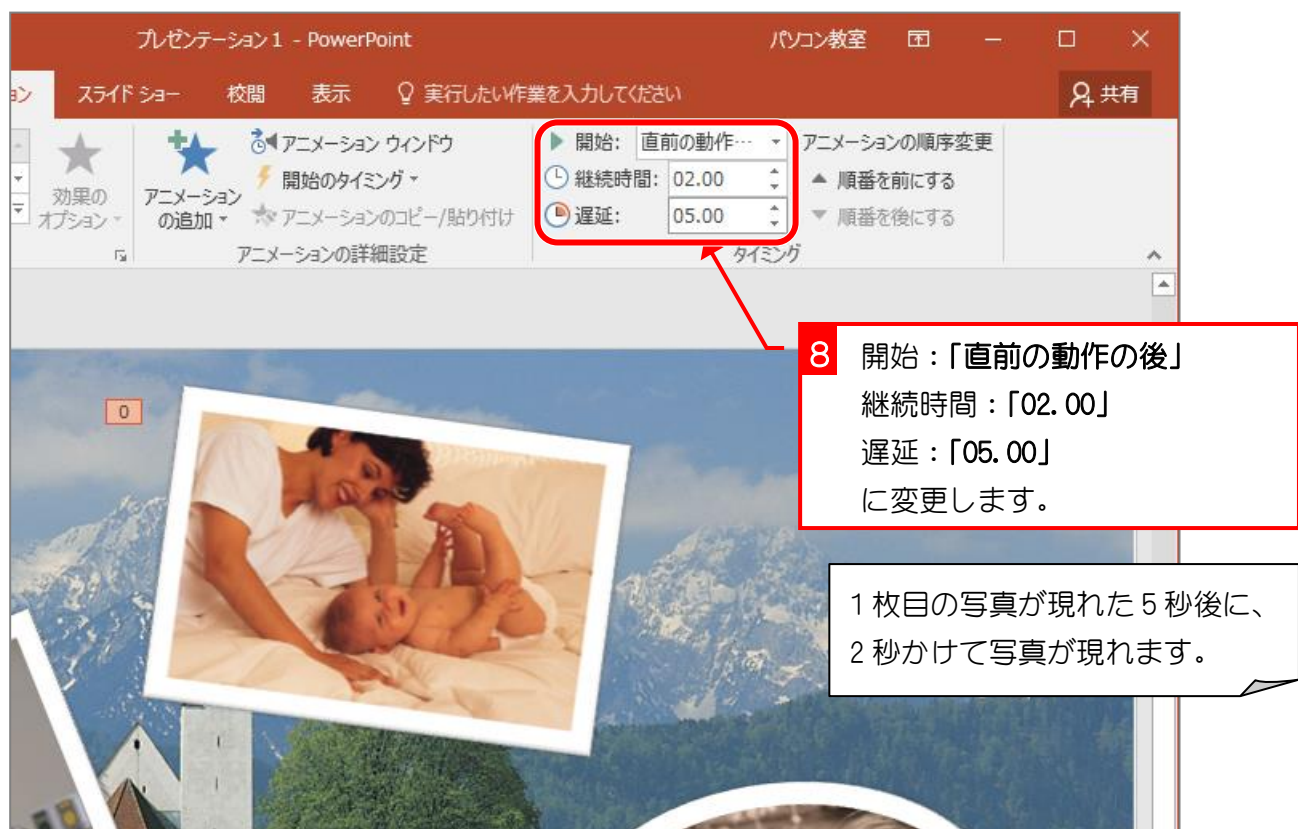 プレゼンテーション1 - PowerPoint
パソコン教室
ョン
スライド ショー
校閲
表示
実行したい作業を入力してください
共有
効果の
オプション
アニメーション
の追加
アニメーション ウィンドウ
開始のタイミング
アニメーションのコピー/貼り付け
アニメーションの詳細設定
開始: 直前の動作…
継続時間: 02.00
遅延: 05.00
アニメーションの順序変更
順番を前にする
順番を後にする
タイミング
0
8 開始：「直前の動作の後」
継続時間：「02.00」
遅延：「05.00」
に変更します。
1枚目の写真が現れた5秒後に、
2秒かけて写真が現れます。